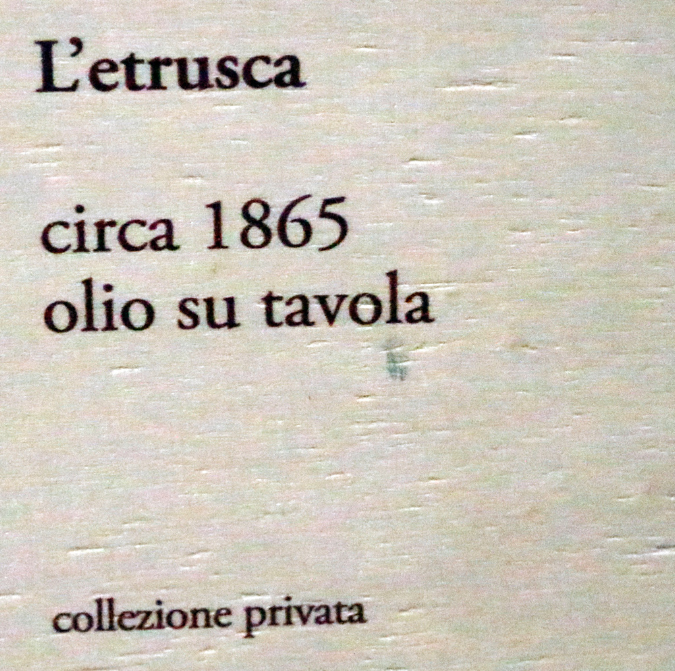 L'etrusca
circa 1865
olio su tavola
collezione privata